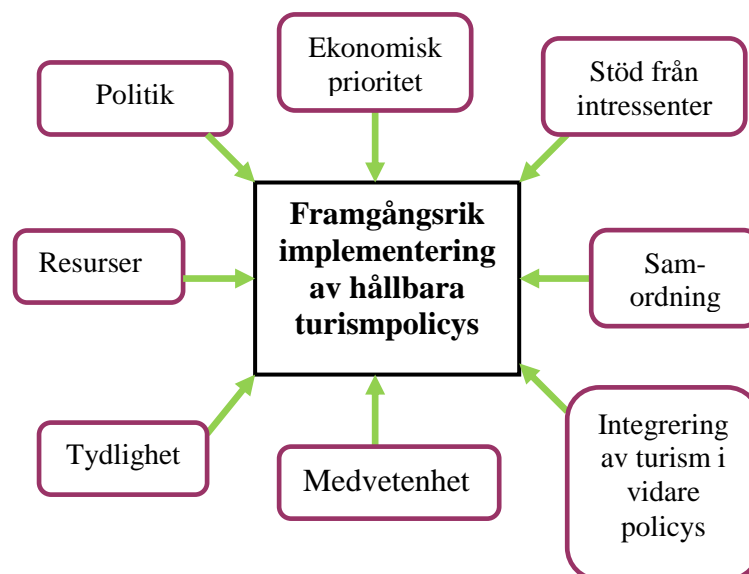 Ekonomisk
prioritet
Politik
Stöd från
intressenter
Framgångsrik
implementering
av hållbara
turismpolicys
Resurser
Sam-
ordning
Tydlighet
Medvetenhet
Integrering
av turism i
vidare
policys